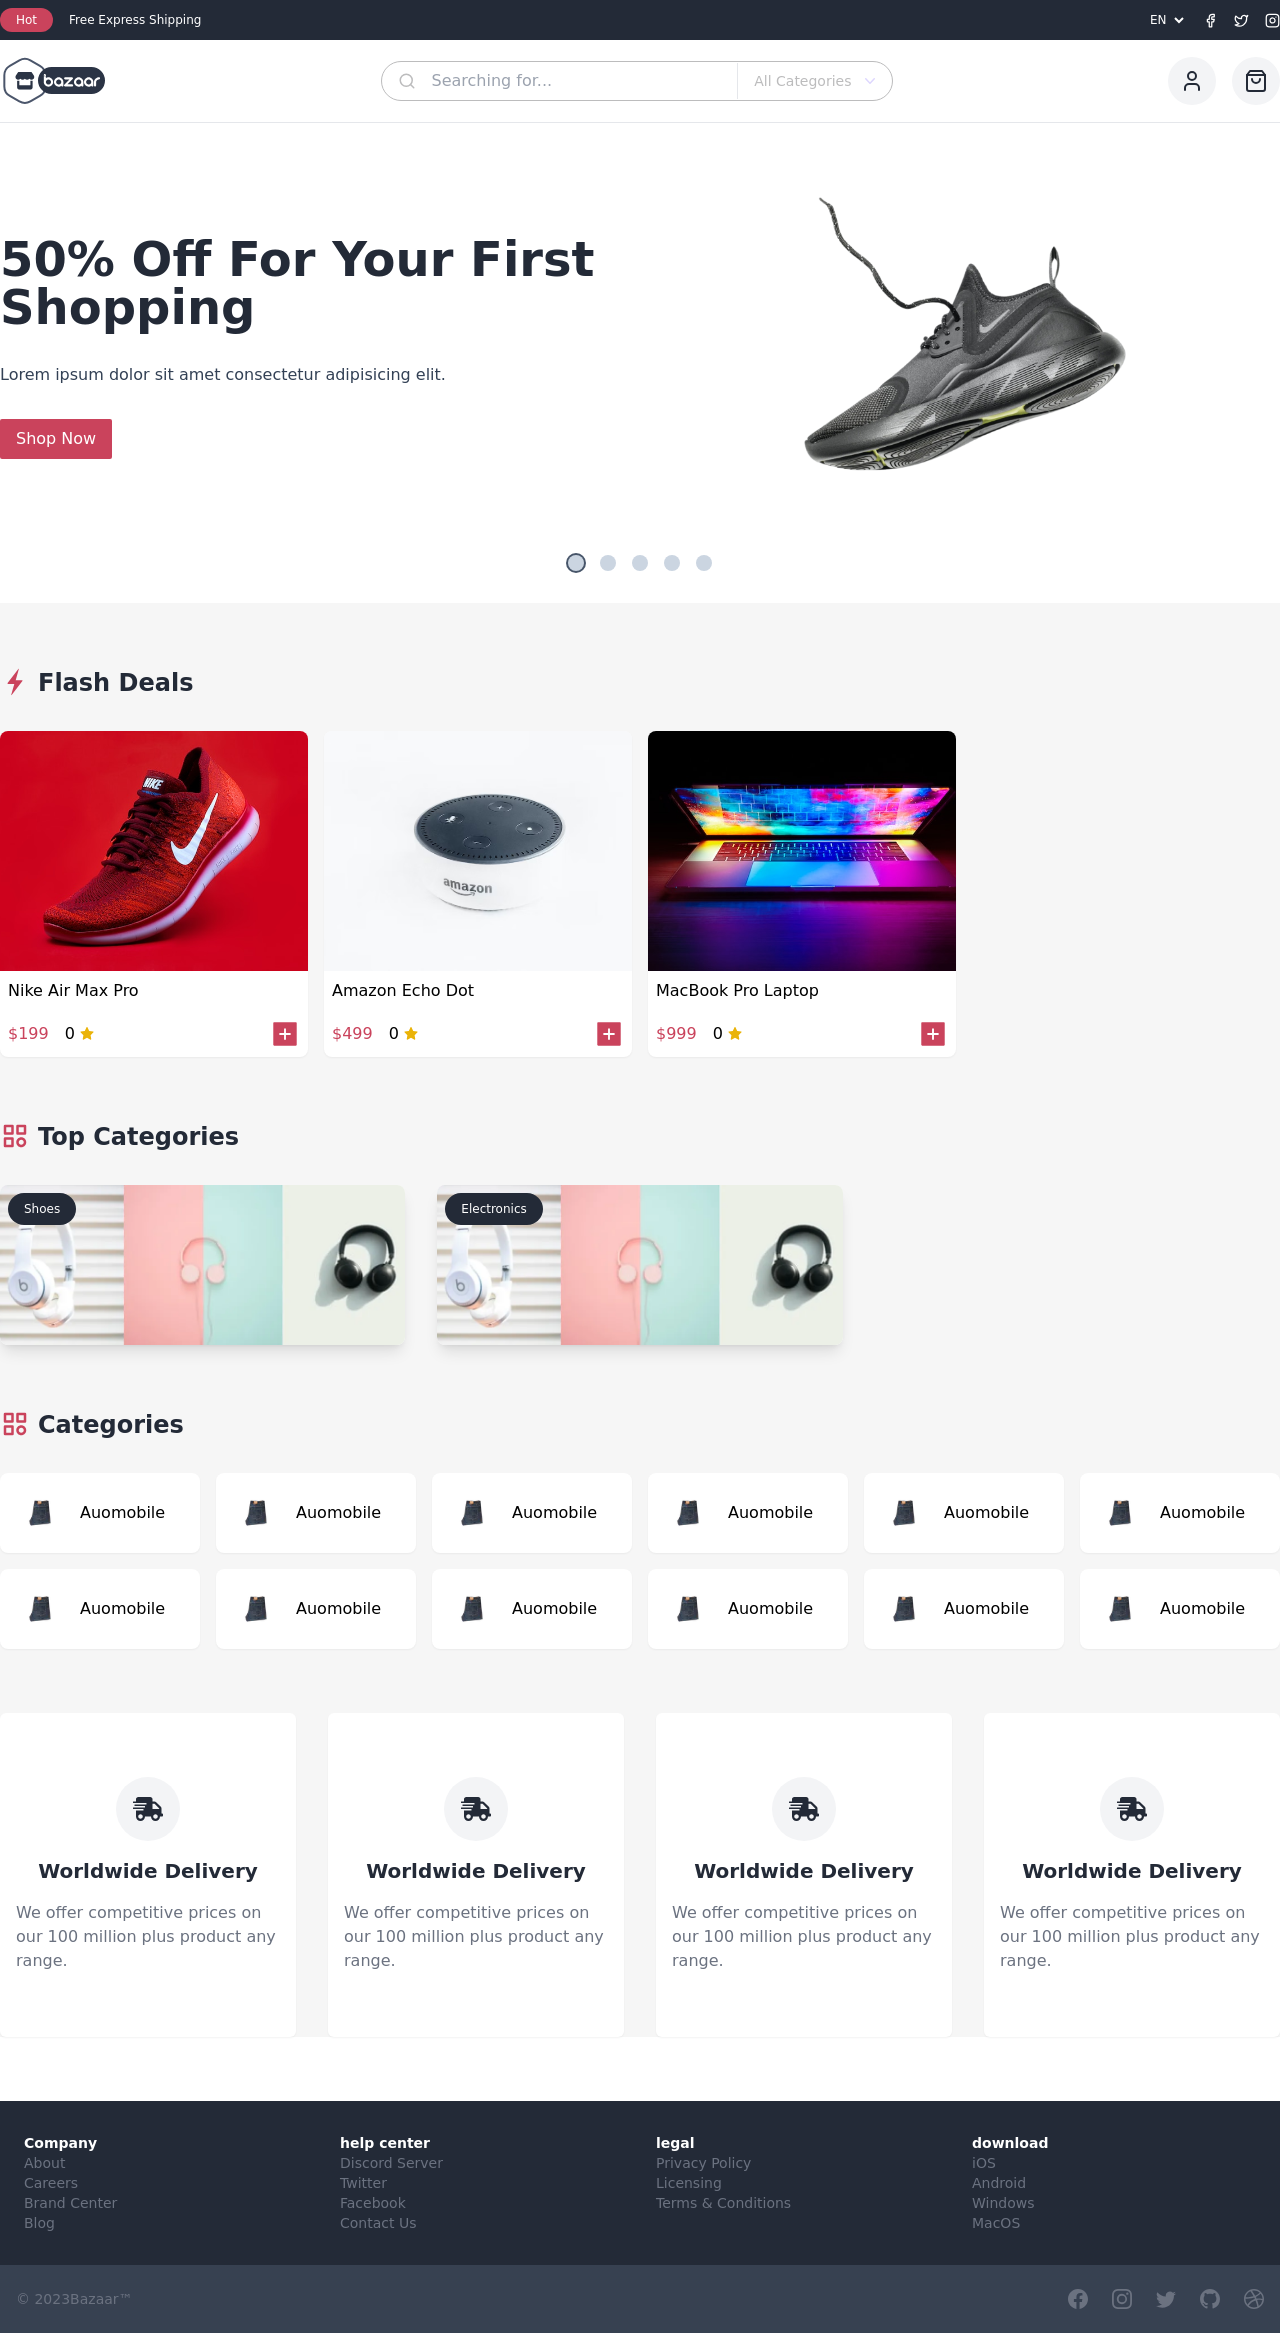 Hot Free Express Shipping EN
bazaar Searching for... All Categories
50% Off For Your First
Shopping
Lorem ipsum dolor sit amet consectetur adipisicing elit.
Shop Now
Flash Deals
NIKE
amazon
Nike Air Max Pro
$199 0
Amazon Echo Dot
$499 0
MacBook Pro Laptop
$999 0
Top Categories
Shoes
Electronics
Categories
Auomobile Auomobile Auomobile Auomobile Auomobile Auomobile
Auomobile Auomobile Auomobile Auomobile Auomobile Auomobile
Worldwide Delivery
We offer competitive prices on
our 100 million plus product any
range.
Worldwide Delivery
We offer competitive prices on
our 100 million plus product any
range.
Worldwide Delivery
We offer competitive prices on
our 100 million plus product any
range.
Worldwide Delivery
We offer competitive prices on
our 100 million plus product any
range.
Company
About
Careers
Brand Center
Blog
help center
Discord Server
Twitter
Facebook
Contact Us
legal
Privacy Policy
Licensing
Terms & Conditions
download
iOS
Android
Windows
MacOS
© 2023Bazaar™